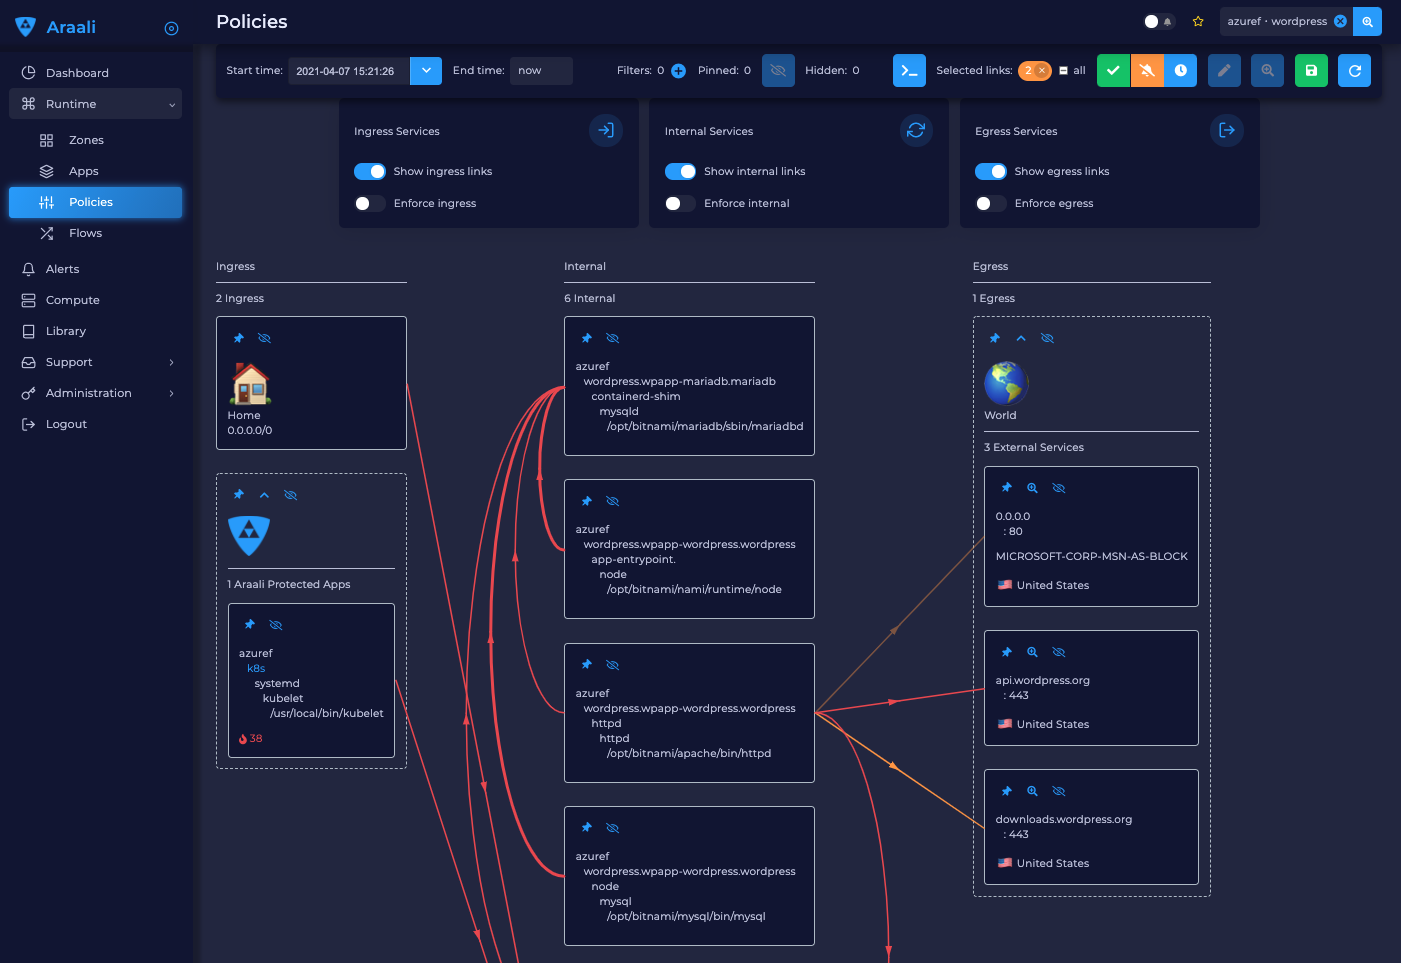 Araali
Policies
azuref · wordpress
Dashboard
Runtime
Zones
Apps
Policies
Flows
Alerts
Compute
Library
Support
Administration
Logout
Start time:
2021-04-07 15:21:26
End time:
now
Filters: 0
Pinned: 0
Hidden: 0
Selected links:
2
all
Ingress Services
Show ingress links
Enforce ingress
Internal Services
Show internal links
Enforce internal
Egress Services
Show egress links
Enforce egress
Ingress
2 Ingress
Home
0.0.0.0/0
1 Araali Protected Apps
azuref
k8s
systemd
kubelet
/usr/local/bin/kubelet
38
Internal
6 Internal
azuref
wordpress.wpapp-mariadb.mariadb
containerd-shim
mysqld
/opt/bitnami/mariadb/sbin/mariadbd
azuref
wordpress.wpapp-wordpress.wordpress
app-entrypoint.
node
/opt/bitnami/nami/runtime/node
azuref
wordpress.wpapp-wordpress.wordpress
httpd
httpd
/opt/bitnami/apache/bin/httpd
azuref
wordpress.wpapp-wordpress.wordpress
node
mysql
/opt/bitnami/mysql/bin/mysql
Egress
1 Egress
World
3 External Services
0.0.0.0
: 80
MICROSOFT-CORP-MSN-AS-BLOCK
United States
api.wordpress.org
: 443
United States
downloads.wordpress.org
: 443
United States